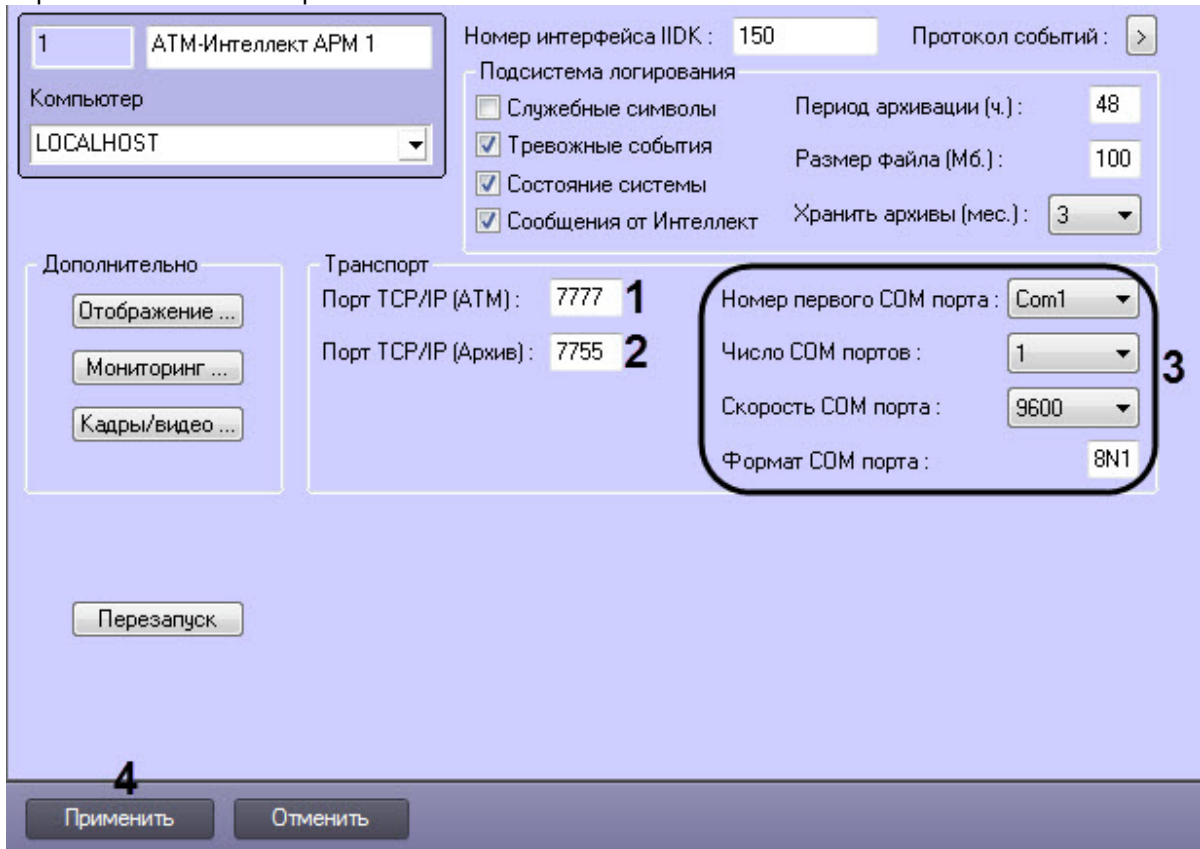 1
АТМ-Интеллект АРМ 1
Компьютер
LOCALHOST
Номер интерфейса IIDK : 150
Протокол событий : >
Подсистема логирования
Служебные символы
Тревожные события
Состояние системы
Сообщения от Интеллект
Период архивации (ч.) : 48
Размер файла (Мб.) : 100
Хранить архивы (мес.) : 3
Дополнительно
Отображение ...
Мониторинг ...
Кадры/видео ...
Транспорт
Порт TCP/IP (АТМ) : 7777 1
Порт TCP/IP (Архив) : 7755 2
Номер первого COM порта : Com1
Число COM портов : 1
3
Скорость COM порта : 9600
Формат COM порта : 8N1
Перезапуск
4
Применить
Отменить